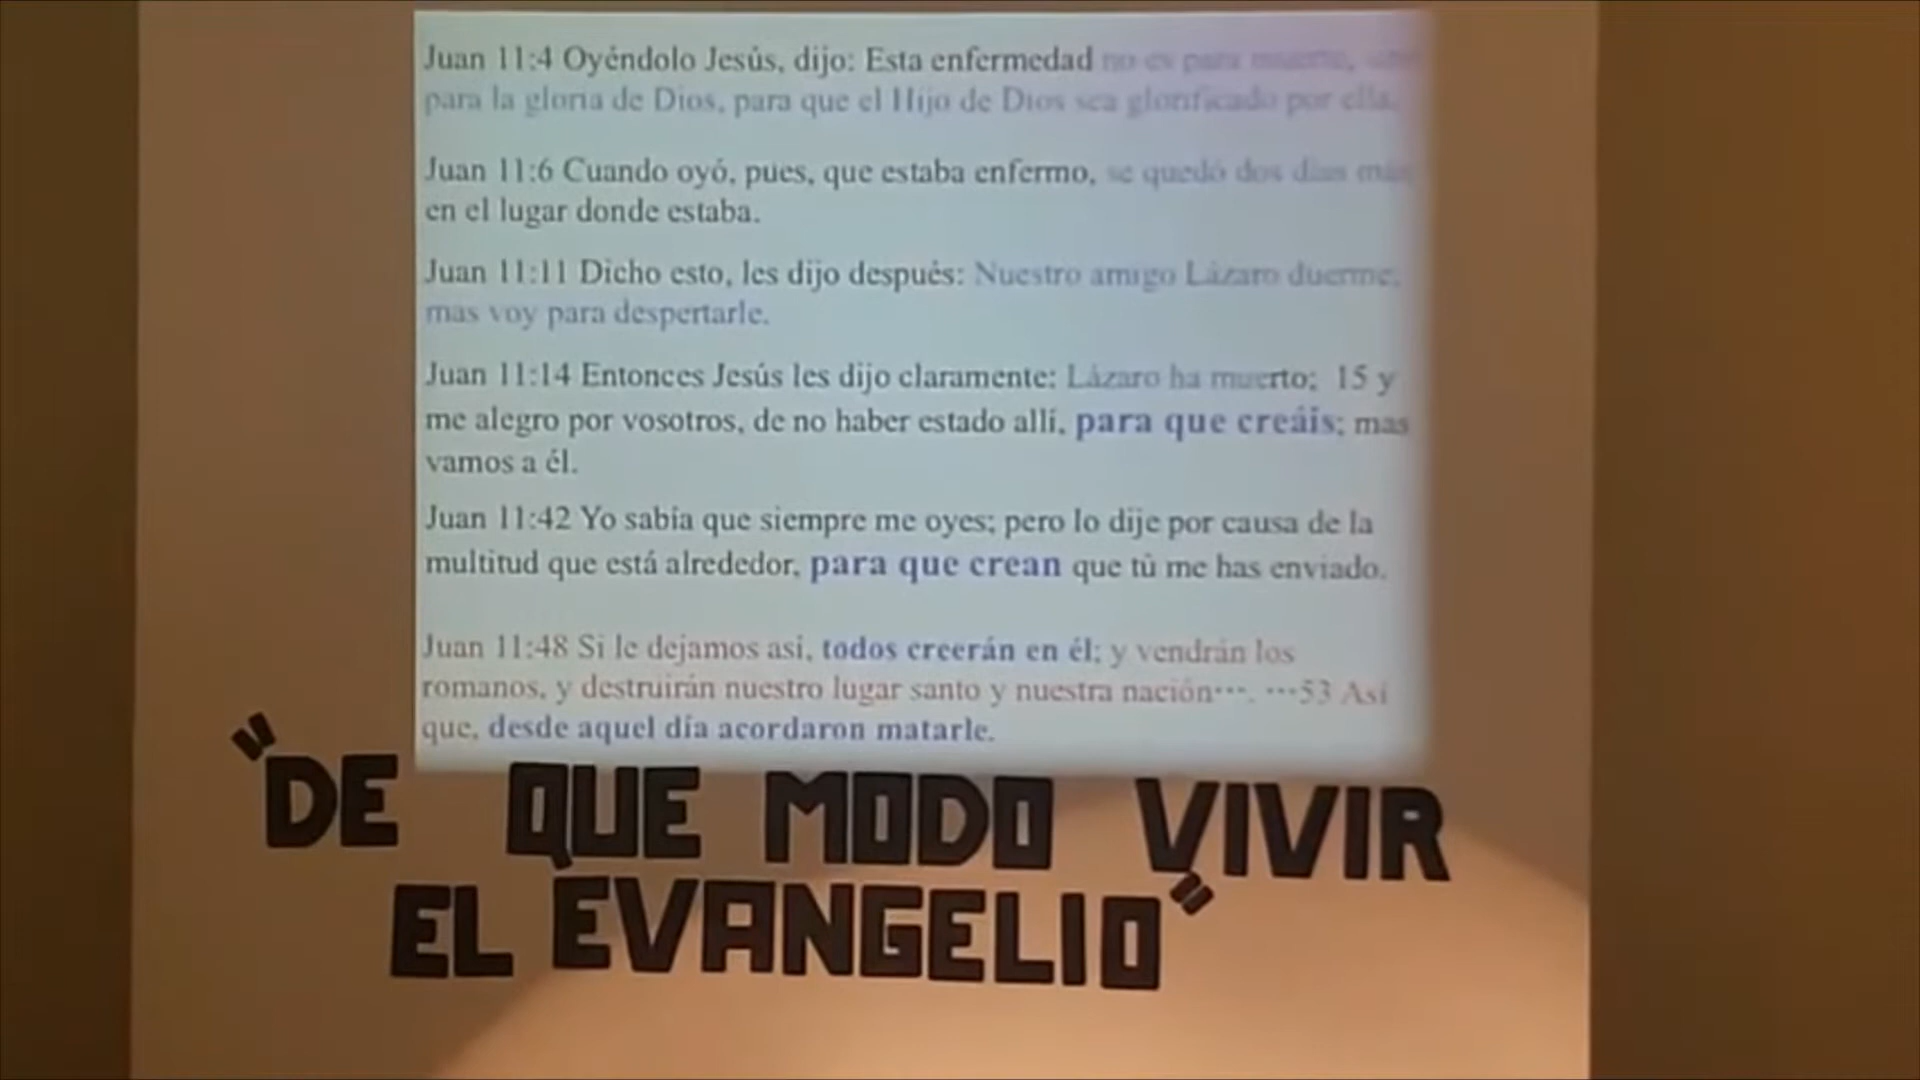 Juan 11:4 Oyéndolo Jesús, dijo: Esta enfermedad no es para muerte, sino
para la gloria de Dios, para que el Hijo de Dios sea glorificado por ella.
Juan 11:6 Cuando oyó, pues, que estaba enfermo, se quedó dos días más
en el lugar donde estaba.
Juan 11:11 Dicho esto, les dijo después: Nuestro amigo Lázaro duerme,
mas voy para despertarle.
Juan 11:14 Entonces Jesús les dijo claramente: Lázaro ha muerto; 15 y
me alegro por vosotros, de no haber estado allí, para que creáis; mas
vamos a él.
Juan 11:42 Yo sabía que siempre me oyes; pero lo dije por causa de la
multitud que está alrededor, para que crean que tú me has enviado.
Juan 11:48 Si le dejamos así, todos creerán en él; y vendrán los
romanos, y destruirán nuestro lugar santo y nuestra nación···. ···53 Así
que, desde aquel día acordaron matarle.
"DE QUE MODO VIVIR
EL EVANGELIO"